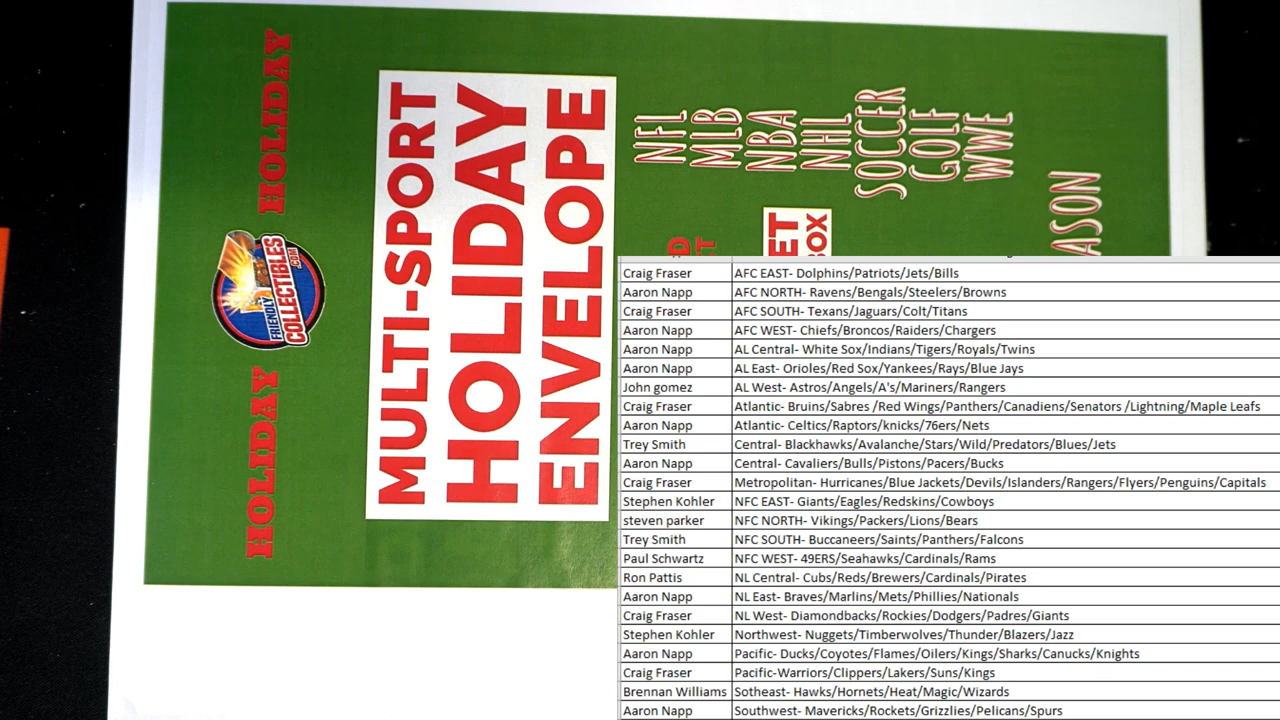 HOLIDAY
HOLIDAY
FRIENDLY
COLLECTIBLES
.COM
MULTI-SPORT
HOLIDAY
ENVELOPE
NFL
MLB
NBA
NHL
SOCCER
GOLF
WWE
ASON
ET
BOX
D
T
Craig Fraser AFC EAST- Dolphins/Patriots/Jets/Bills
Aaron Napp AFC NORTH- Ravens/Bengals/Steelers/Browns
Craig Fraser AFC SOUTH- Texans/Jaguars/Colt/Titans
Aaron Napp AFC WEST- Chiefs/Broncos/Raiders/Chargers
Aaron Napp AL Central- White Sox/Indians/Tigers/Royals/Twins
Aaron Napp AL East- Orioles/Red Sox/Yankees/Rays/Blue Jays
John gomez AL West- Astros/Angels/A's/Mariners/Rangers
Craig Fraser Atlantic- Bruins/Sabres /Red Wings/Panthers/Canadiens/Senators /Lightning/Maple Leafs
Aaron Napp Atlantic- Celtics/Raptors/knicks/76ers/Nets
Trey Smith Central- Blackhawks/Avalanche/Stars/Wild/Predators/Blues/Jets
Aaron Napp Central- Cavaliers/Bulls/Pistons/Pacers/Bucks
Craig Fraser Metropolitan- Hurricanes/Blue Jackets/Devils/Islanders/Rangers/Flyers/Penguins/Capitals
Stephen Kohler NFC EAST- Giants/Eagles/Redskins/Cowboys
steven parker NFC NORTH- Vikings/Packers/Lions/Bears
Trey Smith NFC SOUTH- Buccaneers/Saints/Panthers/Falcons
Paul Schwartz NFC WEST- 49ERS/Seahawks/Cardinals/Rams
Ron Pattis NL Central- Cubs/Reds/Brewers/Cardinals/Pirates
Aaron Napp NL East- Braves/Marlins/Mets/Phillies/Nationals
Craig Fraser NL West- Diamondbacks/Rockies/Dodgers/Padres/Giants
Stephen Kohler Northwest- Nuggets/Timberwolves/Thunder/Blazers/Jazz
Aaron Napp Pacific- Ducks/Coyotes/Flames/Oilers/Kings/Sharks/Canucks/Knights
Craig Fraser Pacific-Warriors/Clippers/Lakers/Suns/Kings
Brennan Williams Sotheast- Hawks/Hornets/Heat/Magic/Wizards
Aaron Napp Southwest- Mavericks/Rockets/Grizzlies/Pelicans/Spurs